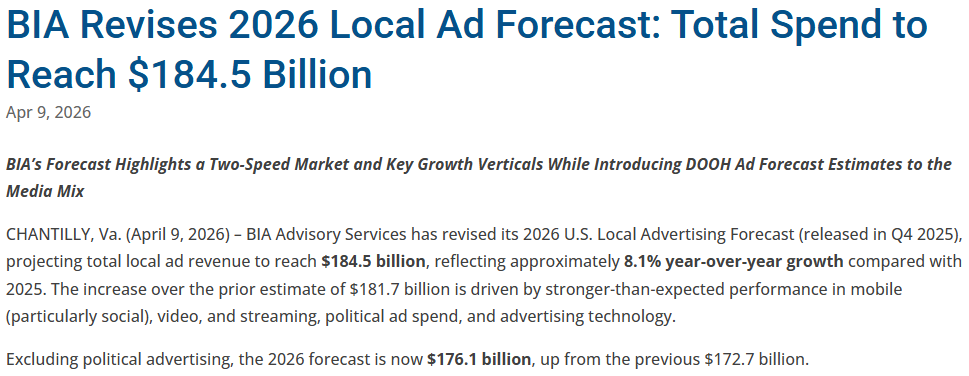 BIA Revises 2026 Local Ad Forecast: Total Spend to
Reach $184.5 Billion
Apr 9, 2026
BIA’s Forecast Highlights a Two-Speed Market and Key Growth Verticals While Introducing DOOH Ad Forecast Estimates to the
Media Mix
CHANTILLY, Va. (April 9, 2026) – BIA Advisory Services has revised its 2026 U.S. Local Advertising Forecast (released in Q4 2025),
projecting total local ad revenue to reach $184.5 billion, reflecting approximately 8.1% year-over-year growth compared with
2025. The increase over the prior estimate of $181.7 billion is driven by stronger-than-expected performance in mobile
(particularly social), video, and streaming, political ad spend, and advertising technology.
Excluding political advertising, the 2026 forecast is now $176.1 billion, up from the previous $172.7 billion.